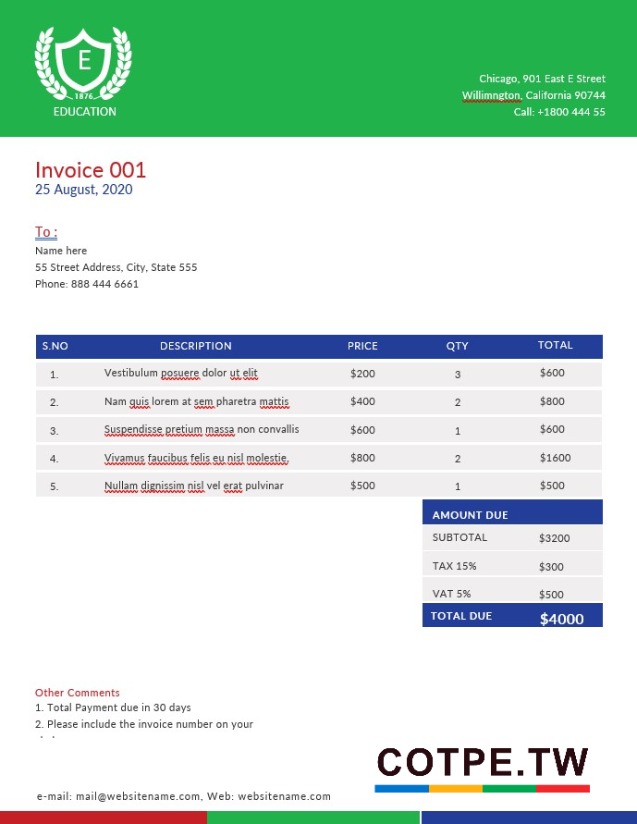 E
1876
EDUCATION
Chicago, 901 East E Street
Willimngton, California 90744
Call: +1800 444 55
Invoice 001
25 August, 2020
To :
Name here
55 Street Address, City, State 555
Phone: 888 444 6661
S.NO DESCRIPTION PRICE QTY TOTAL
1. Vestibulum posuere dolor ut elit $200 3 $600
2. Nam quis lorem at sem pharetra mattis $400 2 $800
3. Suspendisse pretium massa non convallis $600 1 $600
4. Vivamus faucibus felis eu nisl molestie. $800 2 $1600
5. Nullam dignissim nisl vel erat pulvinar $500 1 $500
AMOUNT DUE
SUBTOTAL $3200
TAX 15% $300
VAT 5% $500
TOTAL DUE $4000
Other Comments
1. Total Payment due in 30 days
2. Please include the invoice number on your
COTPE.TW
e-mail: mail@websitename.com, Web: websitename.com